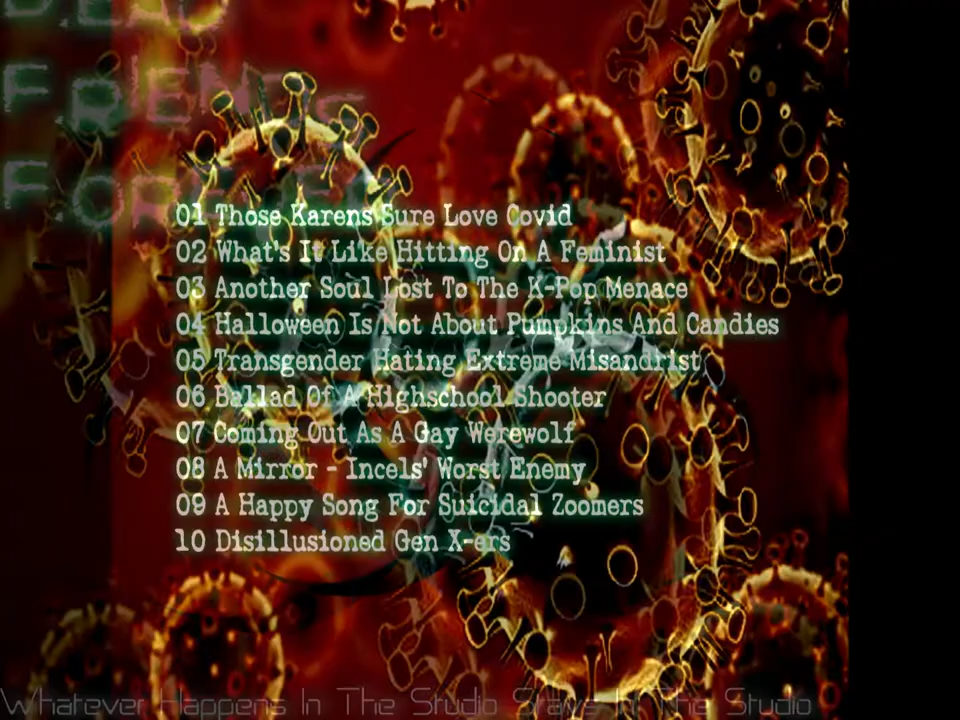 D.EAD
F.RIENDS
F.OREVE
01 Those Karens Sure Love Covid
02 What's It Like Hitting On A Feminist
03 Another Soul Lost To The K-Pop Menace
04 Halloween Is Not About Pumpkins And Candies
05 Transgender Hating Extreme Misandrist
06 Ballad Of A Highschool Shooter
07 Coming Out As A Gay Werewolf
08 A Mirror - Incels' Worst Enemy
09 A Happy Song For Suicidal Zoomers
10 Disillusioned Gen X-ers
Whatever Happens In The Studio Stays In The Studio